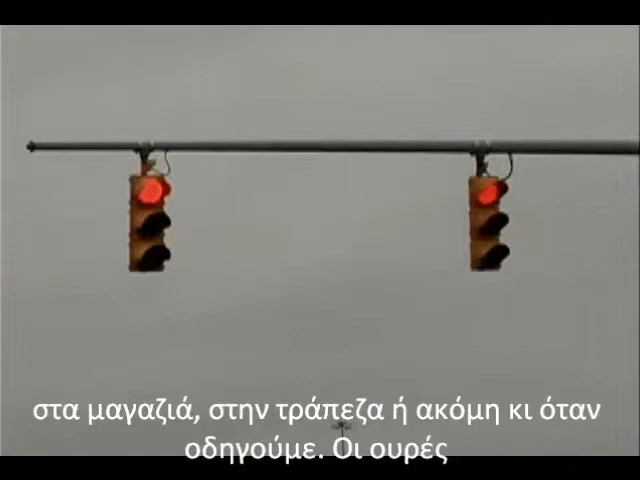 στα μαγαζιά, στην τράπεζα ή ακόμη κι όταν
οδηγούμε. Οι ουρές